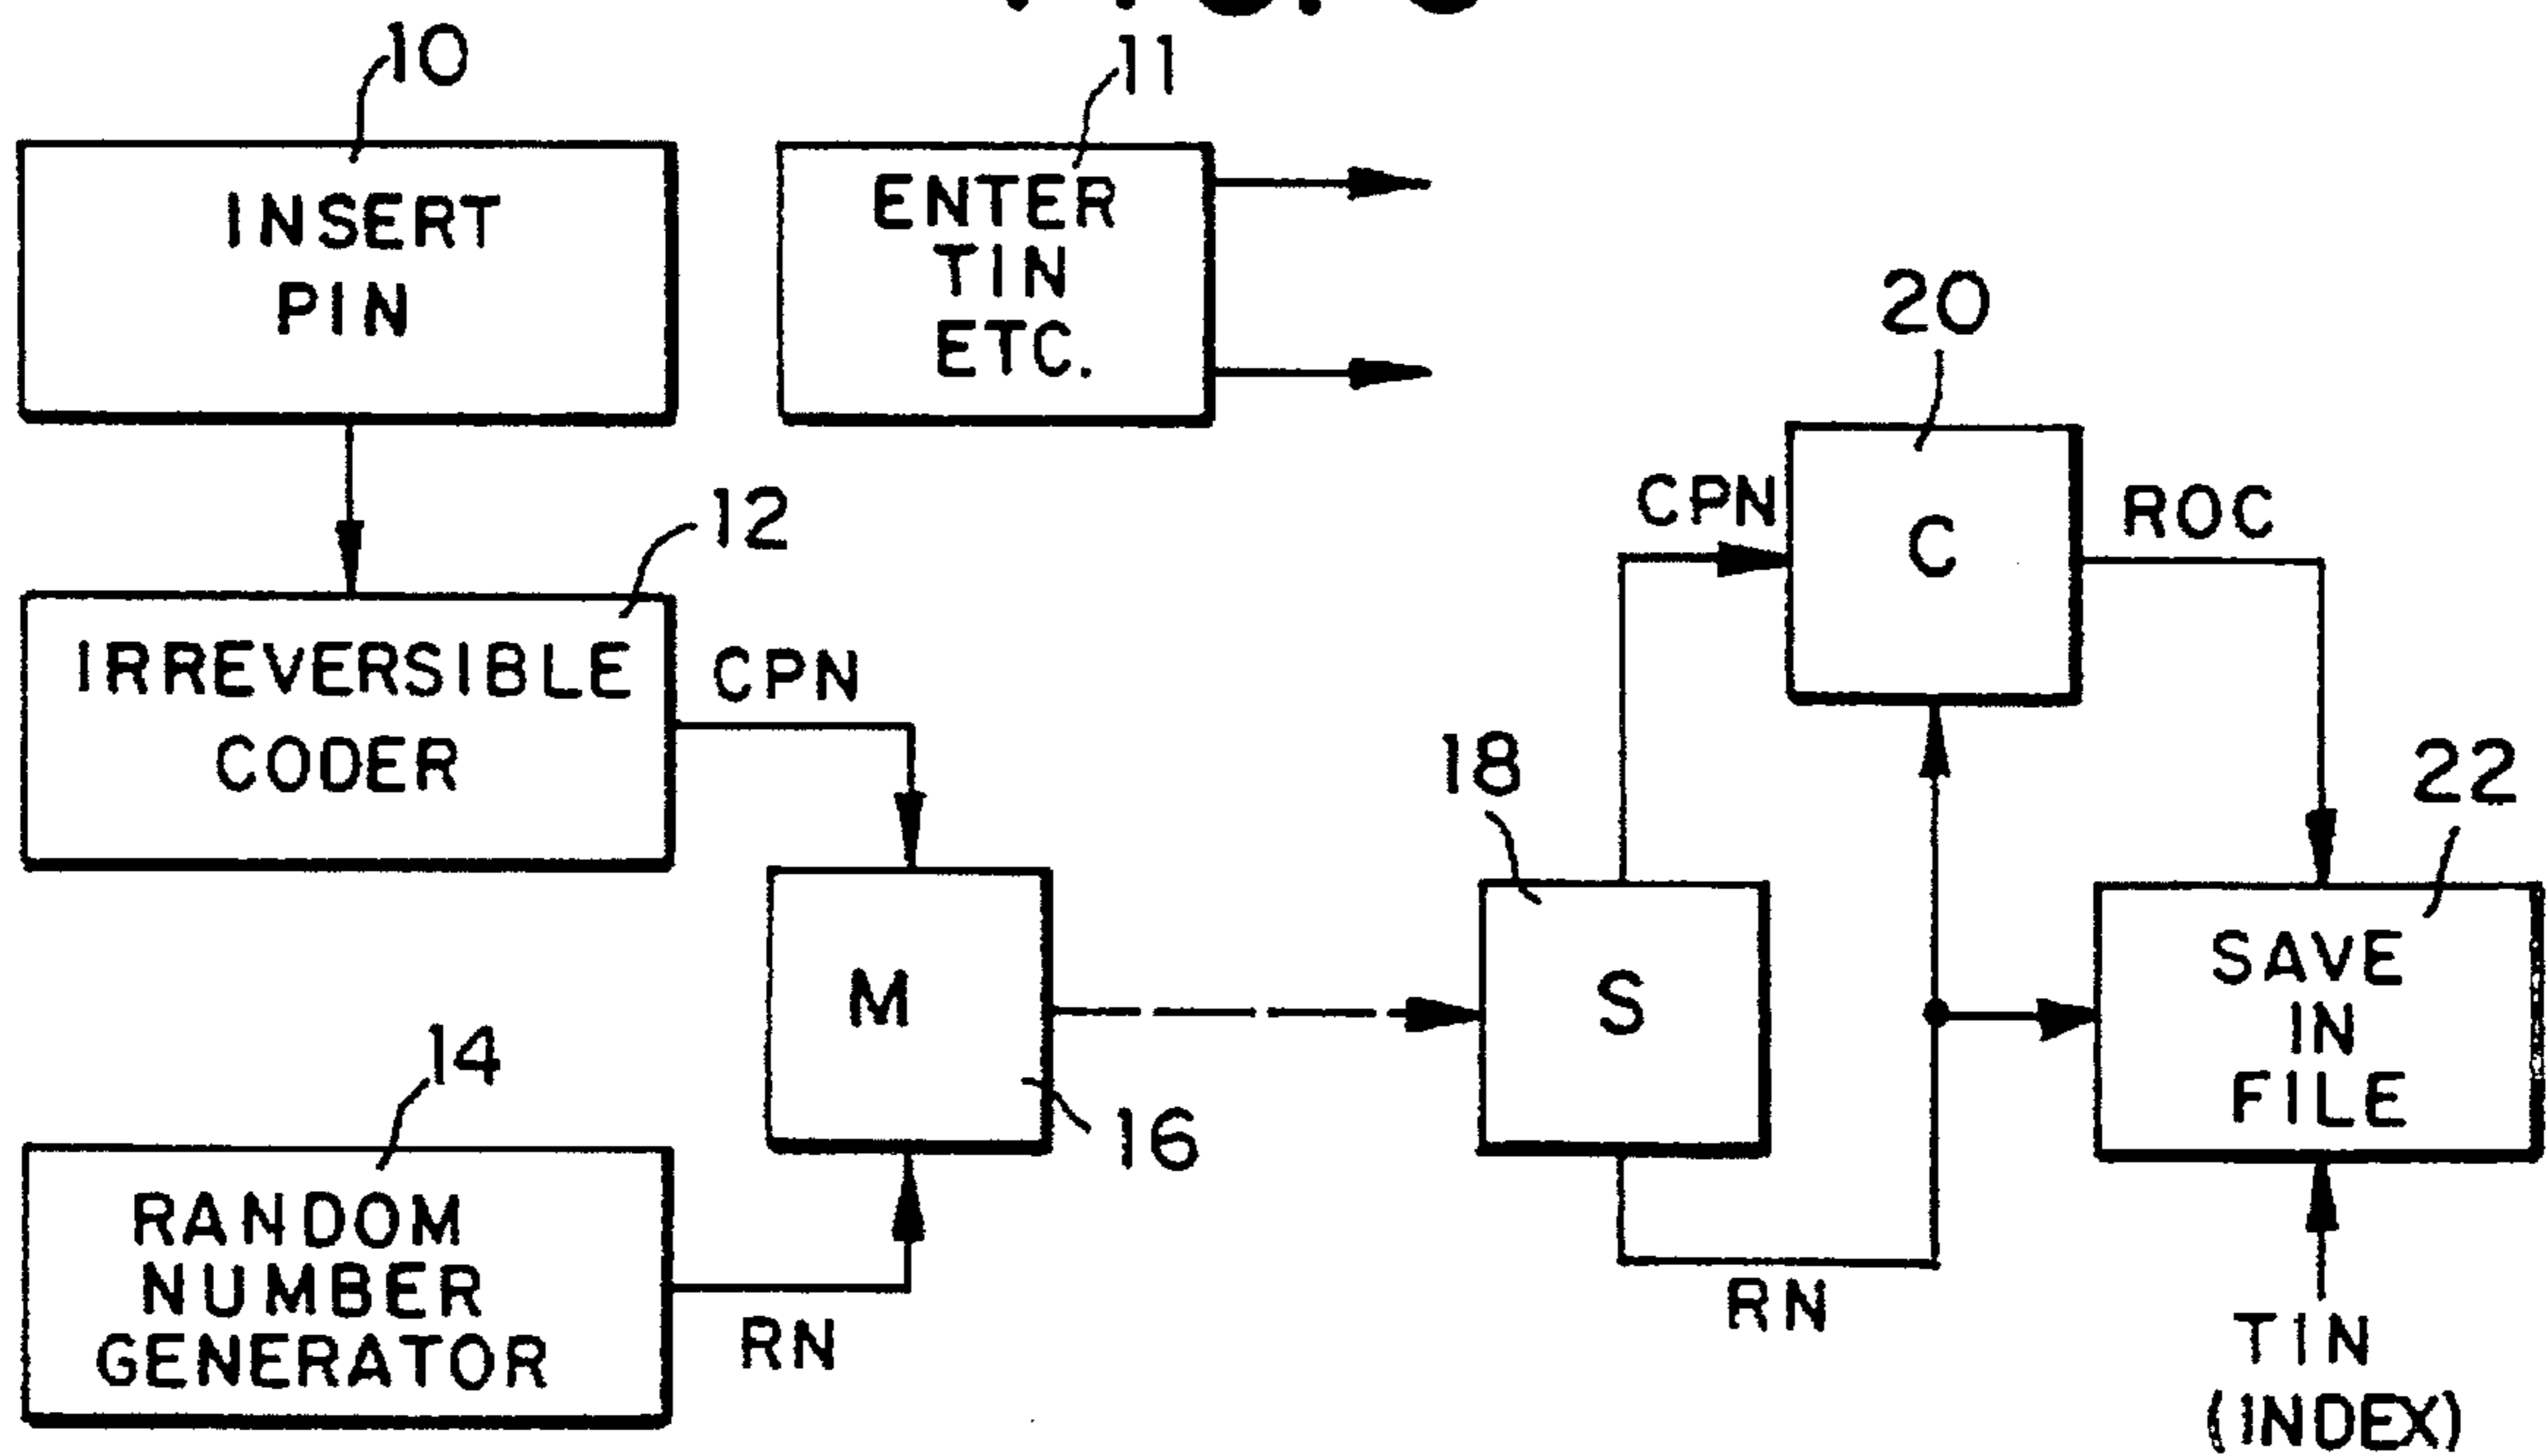 10
11
INSERT
PIN
ENTER
TIN
ETC.
20
12
CPN
C
ROC
IRREVERSIBLE
CODER
CPN
18
22
M
S
SAVE
IN
FILE
14
16
RANDOM
NUMBER
GENERATOR
RN
RN
TIN
(INDEX)